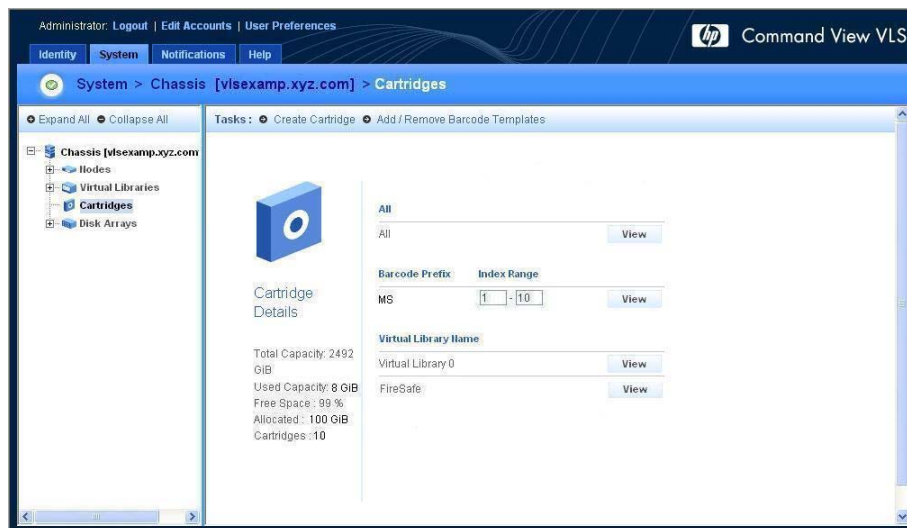 Administrator: Logout | Edit Accounts | User Preferences
hp Command View VLS
Identity System Notifications Help
System > Chassis [vlsexamp.xyz.com] > Cartridges
Expand All Collapse All
Tasks : Create Cartridge Add / Remove Barcode Templates
Chassis [vlsexamp.xyz.com
Nodes
Virtual Libraries
Cartridges
Disk Arrays
Cartridge
Details
Total Capacity: 2492
GiB
Used Capacity: 8 GiB
Free Space : 99 %
Allocated : 100 GiB
Cartridges : 10
All
All View
Barcode Prefix Index Range
MS 1 - 10 View
Virtual Library Name
Virtual Library 0 View
FireSafe View